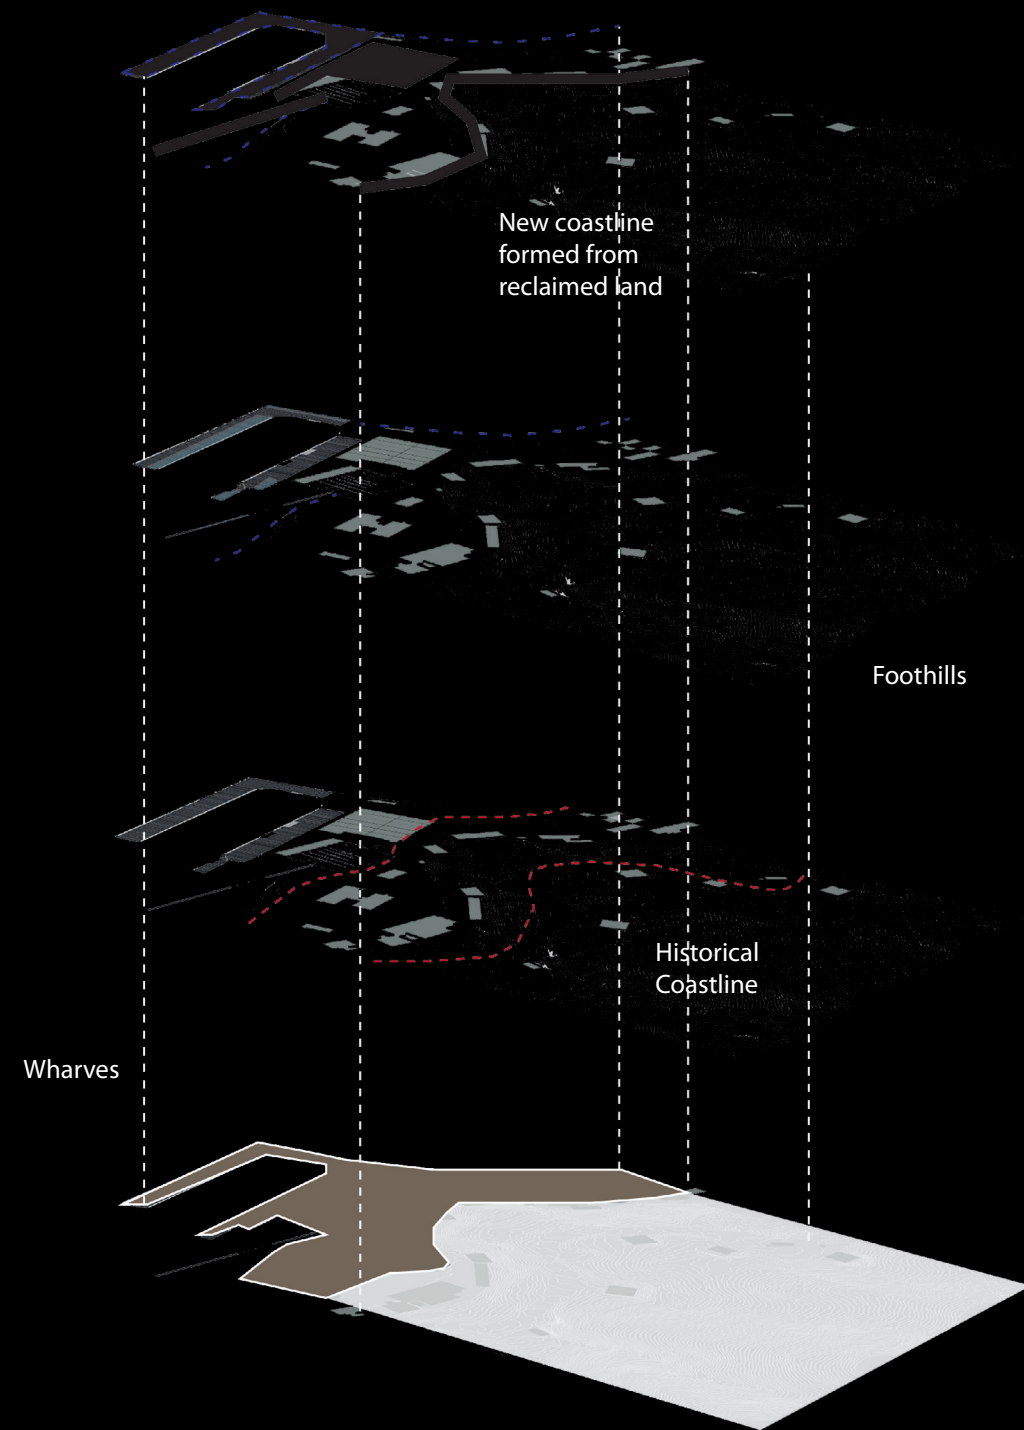 New coastline
formed from
reclaimed land
Foothills
Historical
Coastline
Wharves